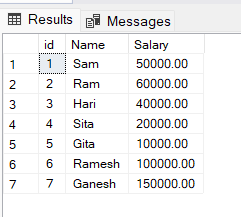 Results Messages
id Name Salary
1 1 Sam 50000.00
2 2 Ram 60000.00
3 3 Hari 40000.00
4 4 Sita 20000.00
5 5 Gita 10000.00
6 6 Ramesh 100000.00
7 7 Ganesh 150000.00